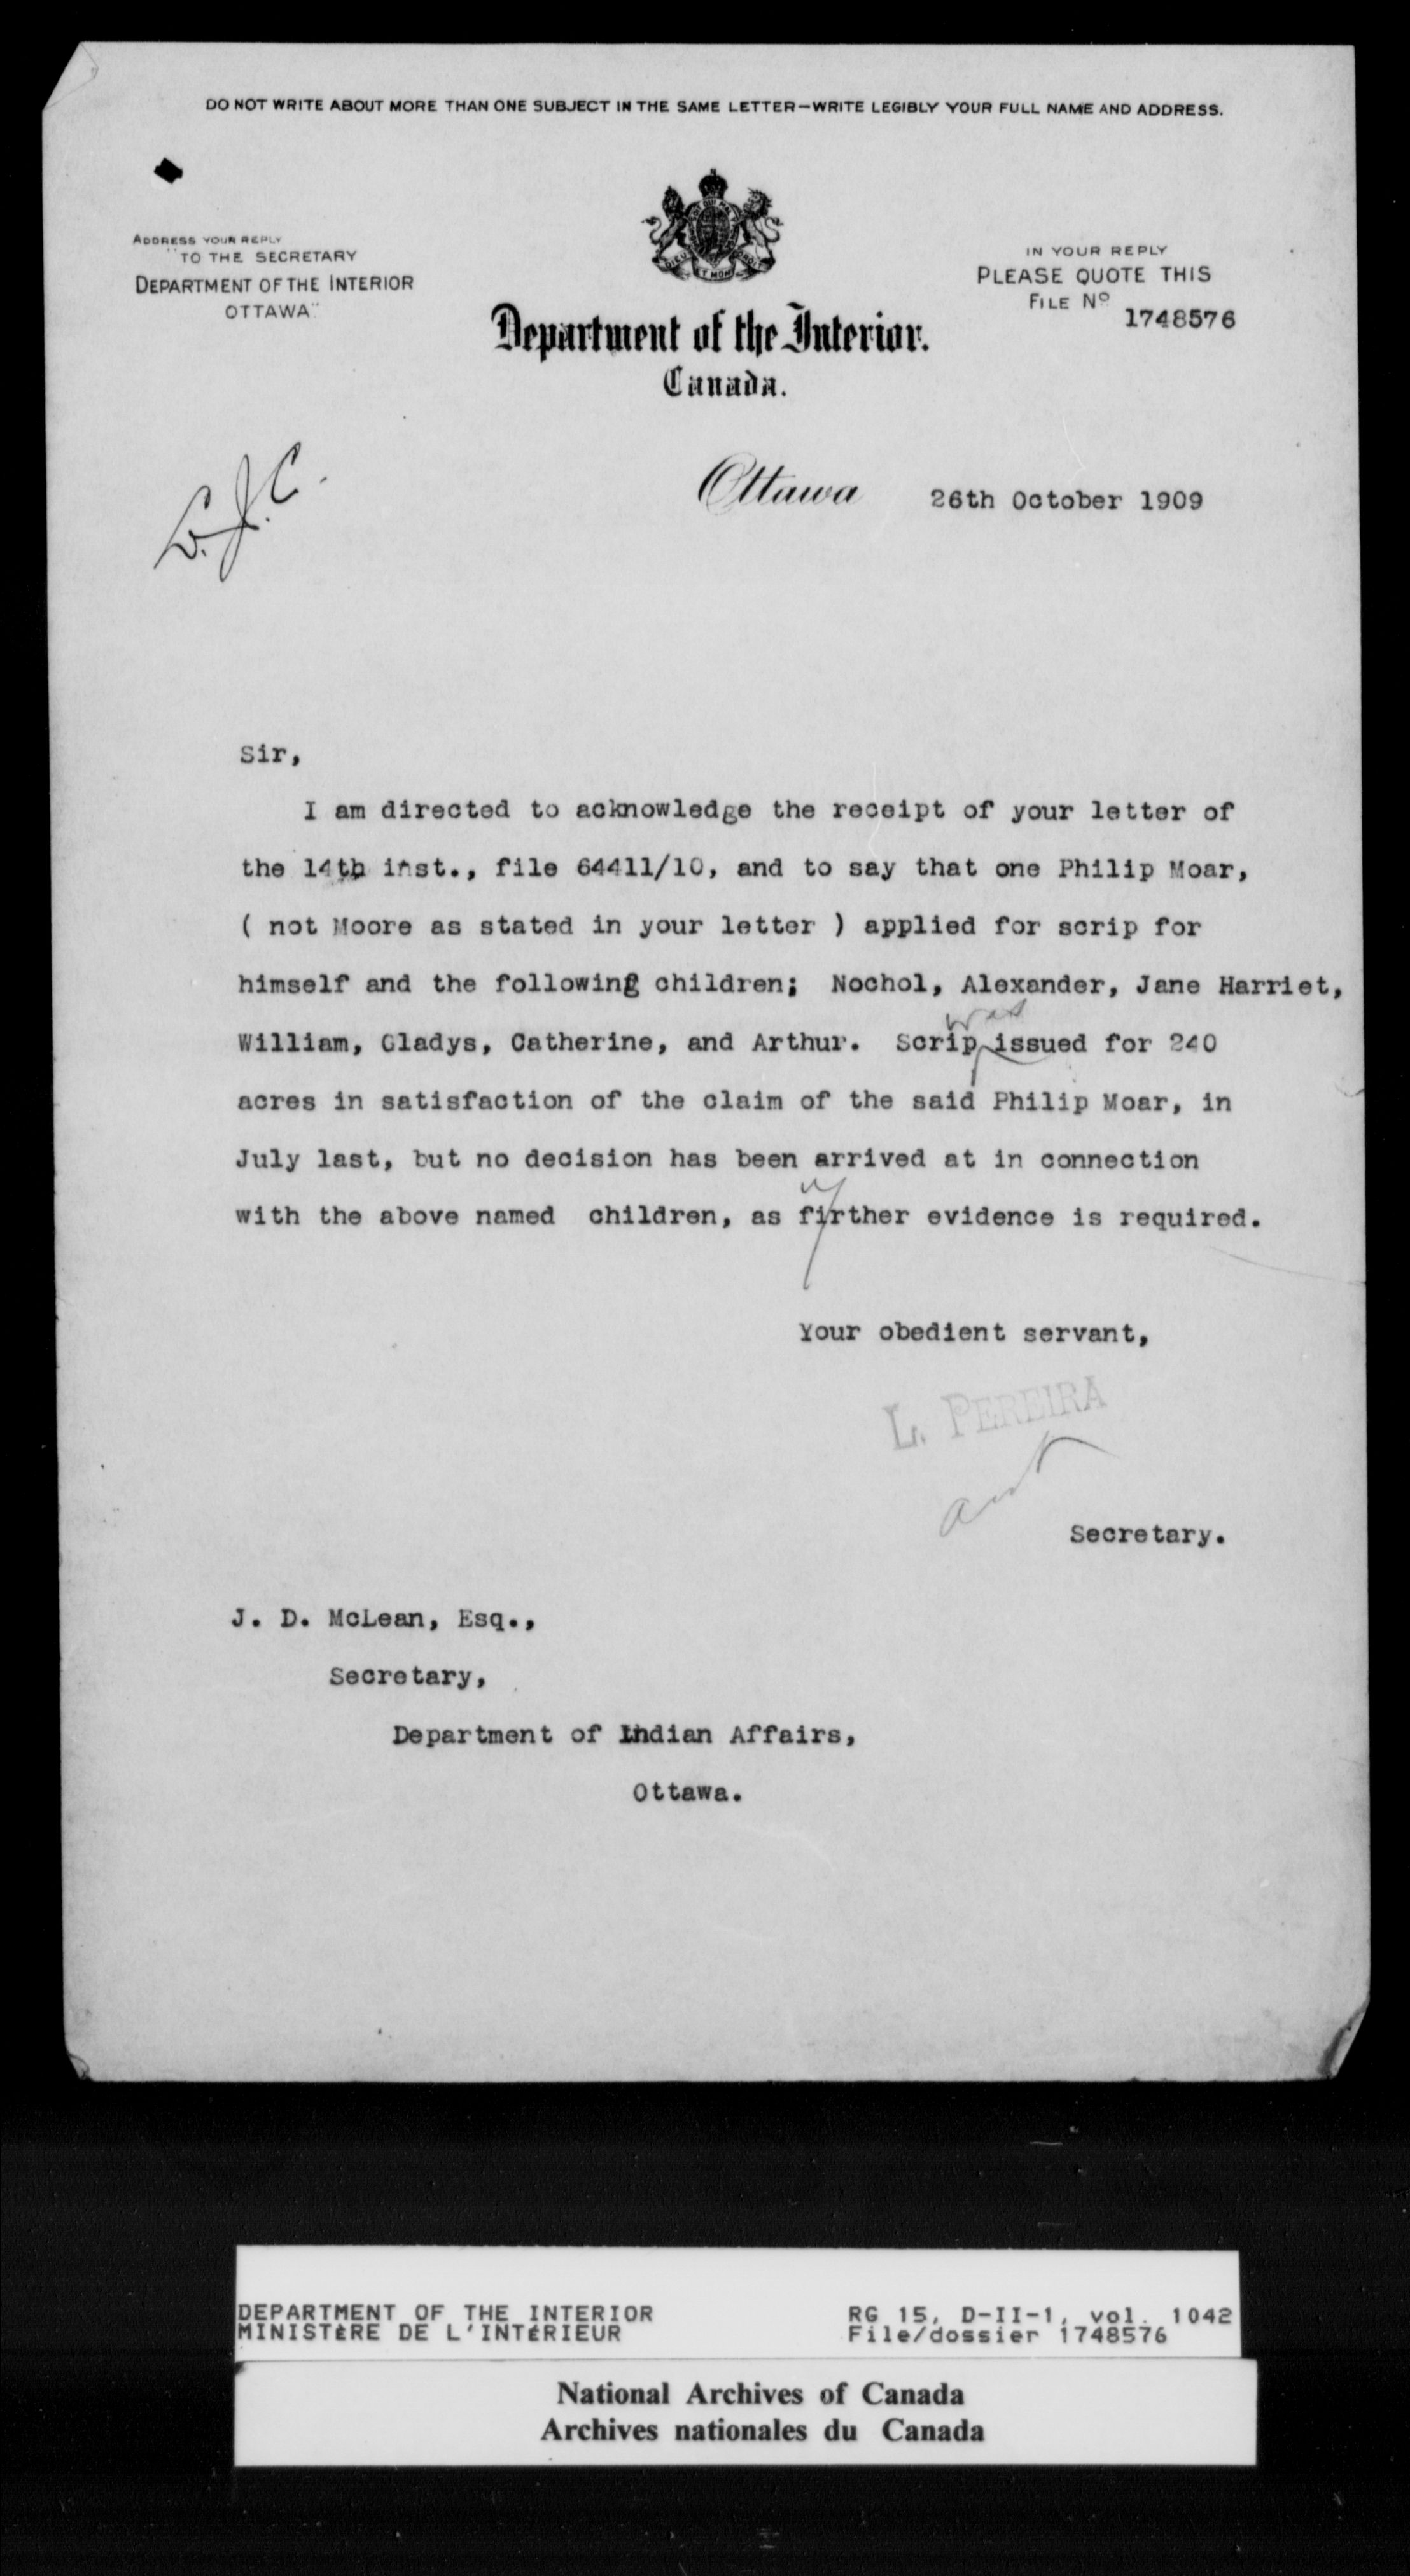 DO NOT WRITE ABOUT MORE THAN ONE SUBJECT IN THE SAME LETTER—WRITE LEGIBLY YOUR FULL NAME AND ADDRESS.
ADDRESS YOUR REPLY
"TO THE SECRETARY
DEPARTMENT OF THE INTERIOR
OTTAWA"
IN YOUR REPLY
PLEASE QUOTE THIS
FILE No
1748576
Department of the Interior.
Canada.
Ottawa 26th October 1909
Sir,
I am directed to acknowledge the receipt of your letter of
the 14th inst., file 64411/10, and to say that one Philip Moar,
( not Moore as stated in your letter ) applied for scrip for
himself and the following children; Nochol, Alexander, Jane Harriet,
was
William, Gladys, Catherine, and Arthur. Scrip issued for 240
acres in satisfaction of the claim of the said Philip Moar, in
July last, but no decision has been arrived at in connection
u
with the above named children, as firther evidence is required.
Your obedient servant,
L. PEREIRA
Secretary.
J. D. McLean, Esq.,
Secretary,
Department of Indian Affairs,
Ottawa.
DEPARTMENT OF THE INTERIOR RG 15, D-II-1, vol. 1042
MINISTÈRE DE L'INTÉRIEUR File/dossier 1748576
National Archives of Canada
Archives nationales du Canada